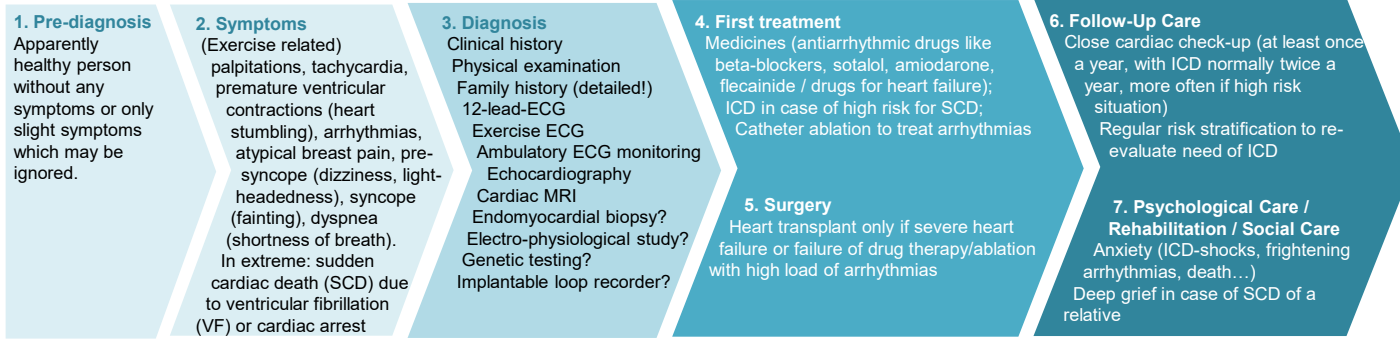 1. Pre-diagnosis
Apparently
healthy person
without any
symptoms or only
slight symptoms
which may be
ignored.
2. Symptoms
(Exercise related)
palpitations, tachycardia,
premature ventricular
contractions (heart
stumbling), arrhythmias,
atypical breast pain, pre-
syncope (dizziness, light-
headedness), syncope
(fainting), dyspnea
(shortness of breath).
In extreme: sudden
cardiac death (SCD) due
to ventricular fibrillation
(VF) or cardiac arrest
3. Diagnosis
Clinical history
Physical examination
Family history (detailed!)
12-lead-ECG
Exercise ECG
Ambulatory ECG monitoring
Echocardiography
Cardiac MRI
Endomyocardial biopsy?
Electro-physiological study?
Genetic testing?
Implantable loop recorder?
4. First treatment
Medicines (antiarrhythmic drugs like
beta-blockers, sotalol, amiodarone,
flecainide / drugs for heart failure);
ICD in case of high risk for SCD;
Catheter ablation to treat arrhythmias
5. Surgery
Heart transplant only if severe heart
failure or failure of drug therapy/ablation
with high load of arrhythmias
6. Follow-Up Care
Close cardiac check-up (at least once
a year, with ICD normally twice a
year, more often if high risk
situation)
Regular risk stratification to re-
evaluate need of ICD
7. Psychological Care /
Rehabilitation / Social Care
Anxiety (ICD-shocks, frightening
arrhythmias, death…)
Deep grief in case of SCD of a
relative